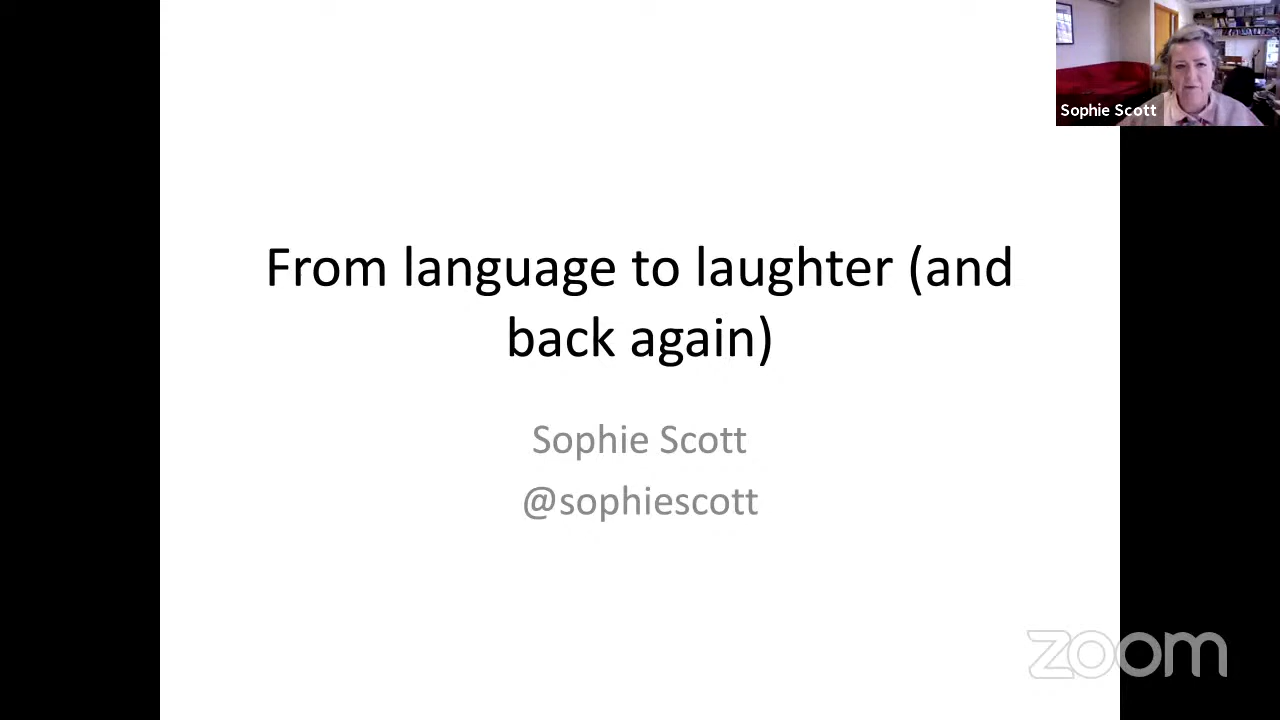 Sophie Scott
From language to laughter (and
back again)
Sophie Scott
@sophiescott
zoom